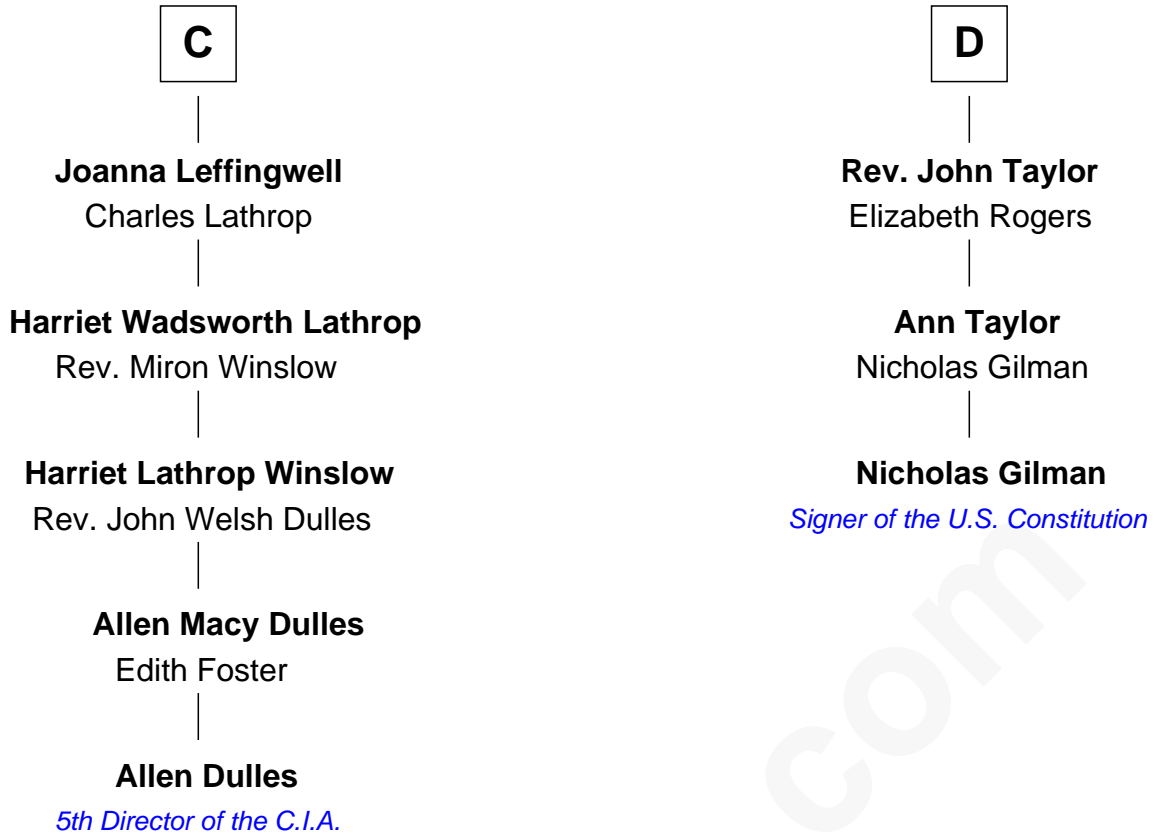 C
Joanna Leffingwell
Charles Lathrop
Harriet Wadsworth Lathrop
Rev. Miron Winslow
Harriet Lathrop Winslow
Rev. John Welsh Dulles
Allen Macy Dulles
Edith Foster
Allen Dulles
5th Director of the C.I.A.
D
Rev. John Taylor
Elizabeth Rogers
Ann Taylor
Nicholas Gilman
Nicholas Gilman
Signer of the U.S. Constitution
com